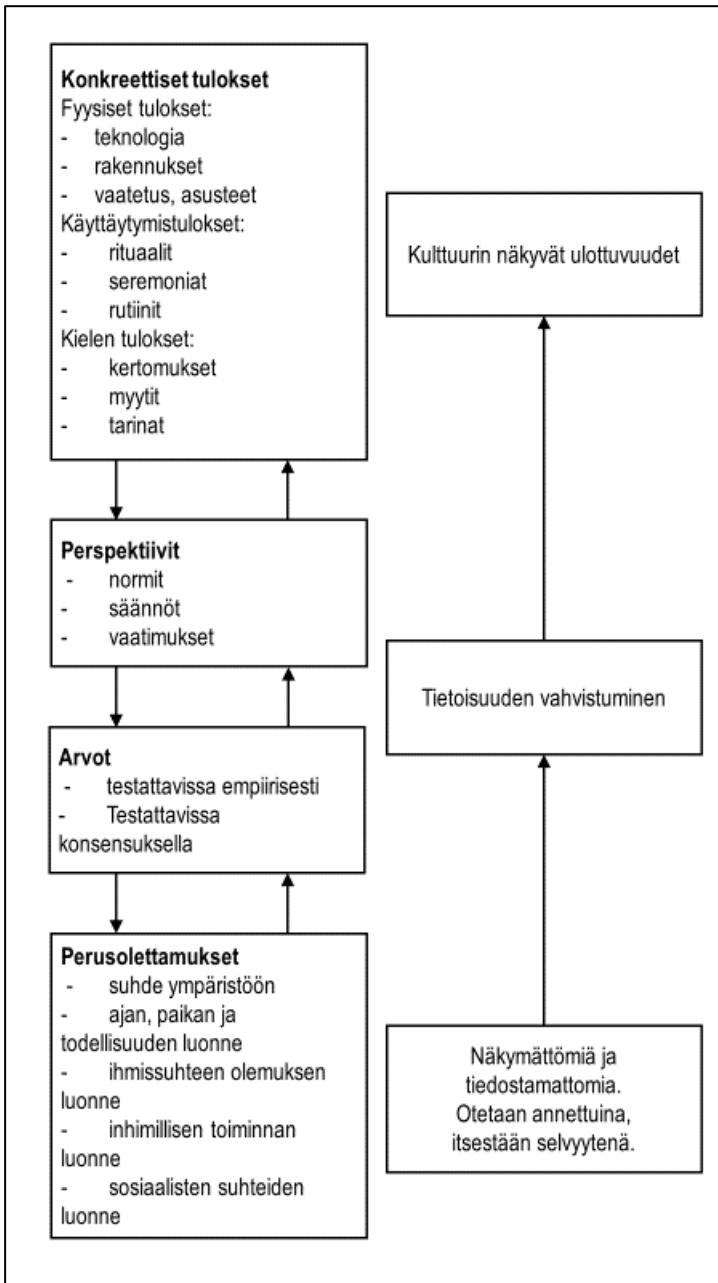 Konkreettiset tulokset
Fyysiset tulokset:
- teknologia
- rakennukset
- vaatetus, asusteet
Käyttäytymistulokset:
- rituaalit
- seremoniat
- rutiinit
Kielen tulokset:
- kertomukset
- myytit
- tarinat
Kulttuurin näkyvät ulottuvuudet
Perspektiivit
- normit
- säännöt
- vaatimukset
Tietoisuuden vahvistuminen
Arvot
- testattavissa empiirisesti
- Testattavissa
konsensuksella
Perusolettamukset
- suhde ympäristöön
- ajan, paikan ja
todellisuuden luonne
- ihmissuhteen olemuksen
luonne
- inhimillisen toiminnan
luonne
- sosiaalisten suhteiden
luonne
Näkymättömiä ja
tiedostamattomia.
Otetaan annettuina,
itsestään selvyytenä.